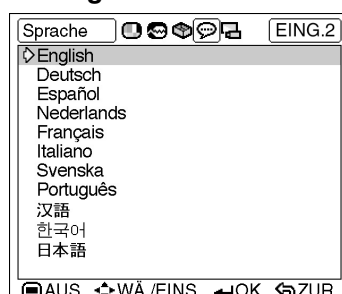 Sprache EING.2
English
Deutsch
Español
Nederlands
Français
Italiano
Svenska
Português
汉語
한국어
日本語
AUS WÄ./EINS. OK ZUR.